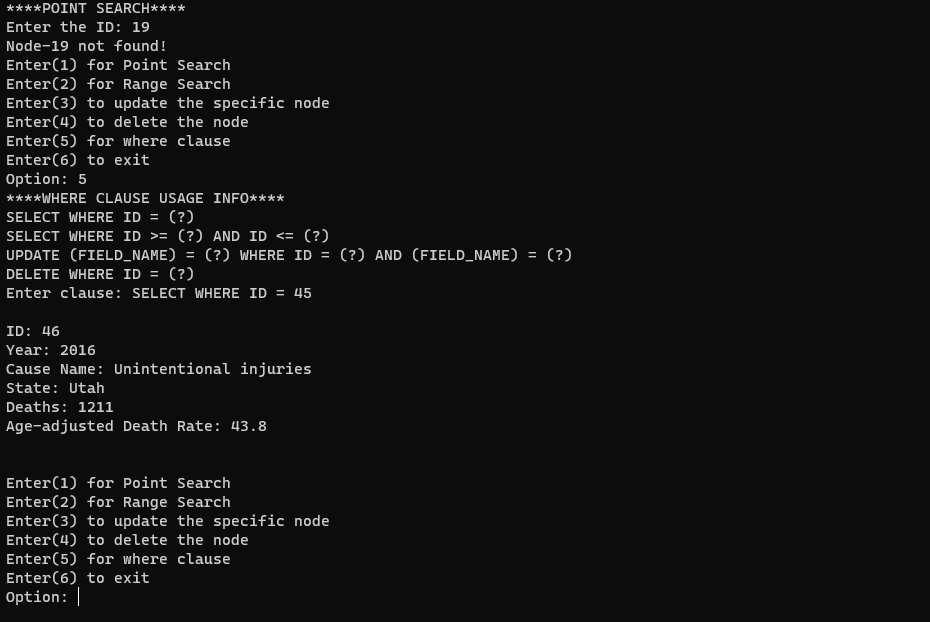 ****POINT SEARCH****
Enter the ID: 19
Node-19 not found!
Enter(1) for Point Search
Enter(2) for Range Search
Enter(3) to update the specific node
Enter(4) to delete the node
Enter(5) for where clause
Enter(6) to exit
Option: 5
****WHERE CLAUSE USAGE INFO****
SELECT WHERE ID = (?)
SELECT WHERE ID >= (?) AND ID <= (?)
UPDATE (FIELD_NAME) = (?) WHERE ID = (?) AND (FIELD_NAME) = (?)
DELETE WHERE ID = (?)
Enter clause: SELECT WHERE ID = 45
ID: 46
Year: 2016
Cause Name: Unintentional injuries
State: Utah
Deaths: 1211
Age-adjusted Death Rate: 43.8
Enter(1) for Point Search
Enter(2) for Range Search
Enter(3) to update the specific node
Enter(4) to delete the node
Enter(5) for where clause
Enter(6) to exit
Option: